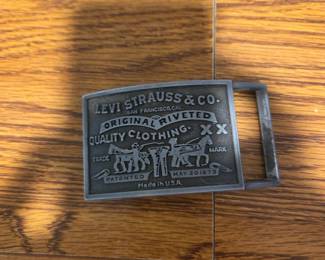 LEVI STRAUSS & CO.
SAN FRANCISCO, CAL.
ORIGINAL RIVETED
QUALITY CLOTHING. XX
TRADE MARK
PATENTED MAY 20 1873
Made in U.S.A.